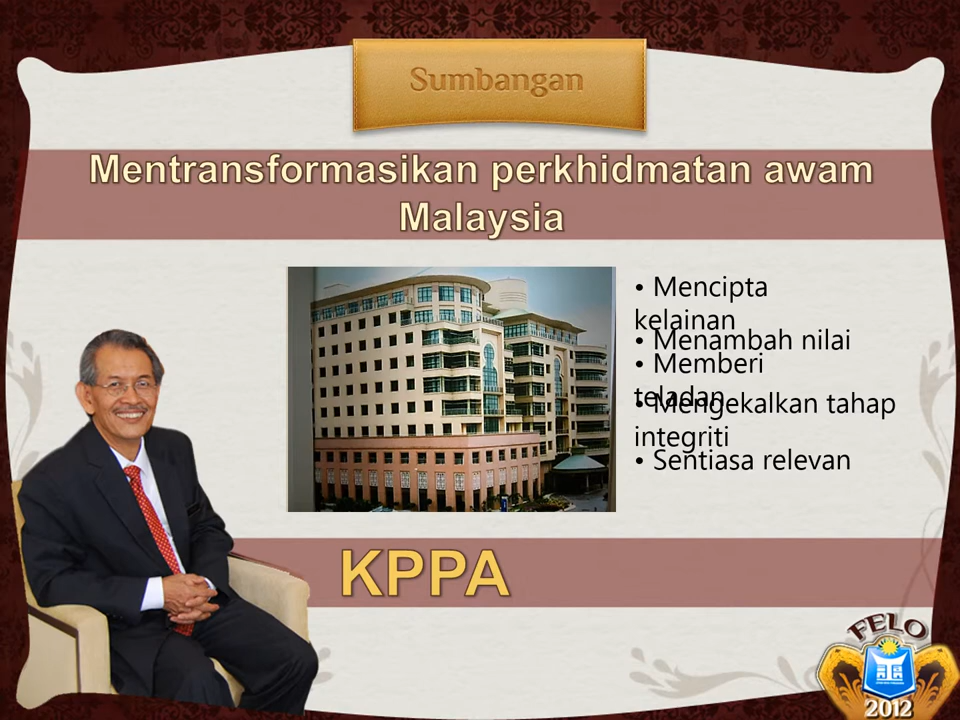 Sumbangan
Mentransformasikan perkhidmatan awam
Malaysia
• Mencipta
kelainan
• Menambah nilai
• Memberi
teladan
• Mengekalkan tahap
integriti
• Sentiasa relevan
KPPA
FELO
2012